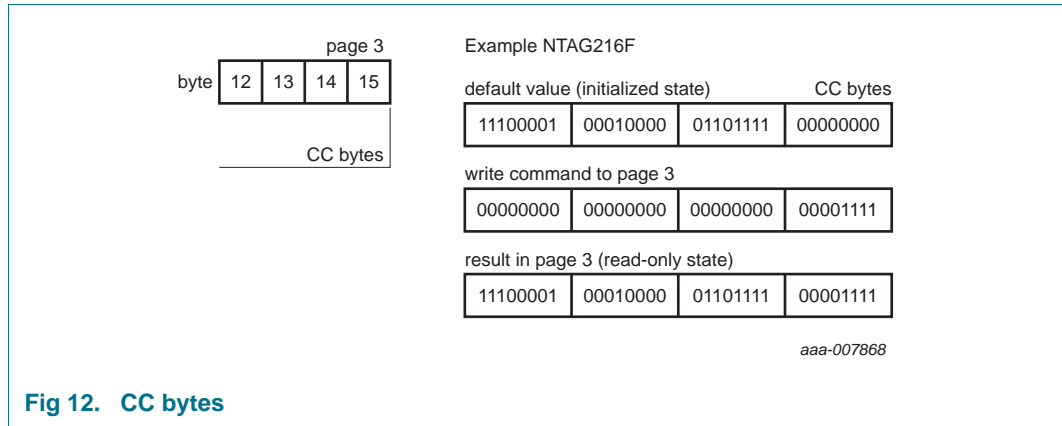 page 3
byte 12 13 14 15
CC bytes
Example NTAG216F
default value (initialized state) CC bytes
11100001 00010000 01101111 00000000
write command to page 3
00000000 00000000 00000000 00001111
result in page 3 (read-only state)
11100001 00010000 01101111 00001111
aaa-007868
Fig 12. CC bytes